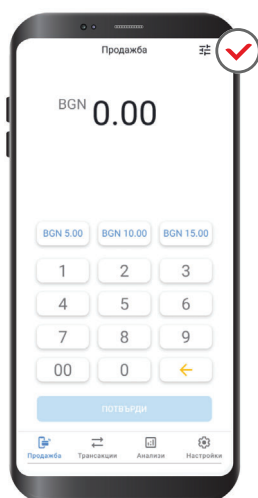 Продажба
BGN 0.00
BGN 5.00 BGN 10.00 BGN 15.00
1 2 3
4 5 6
7 8 9
00 0
ПОТВЪРДИ
Продажба Трансакции Анализи Настройки